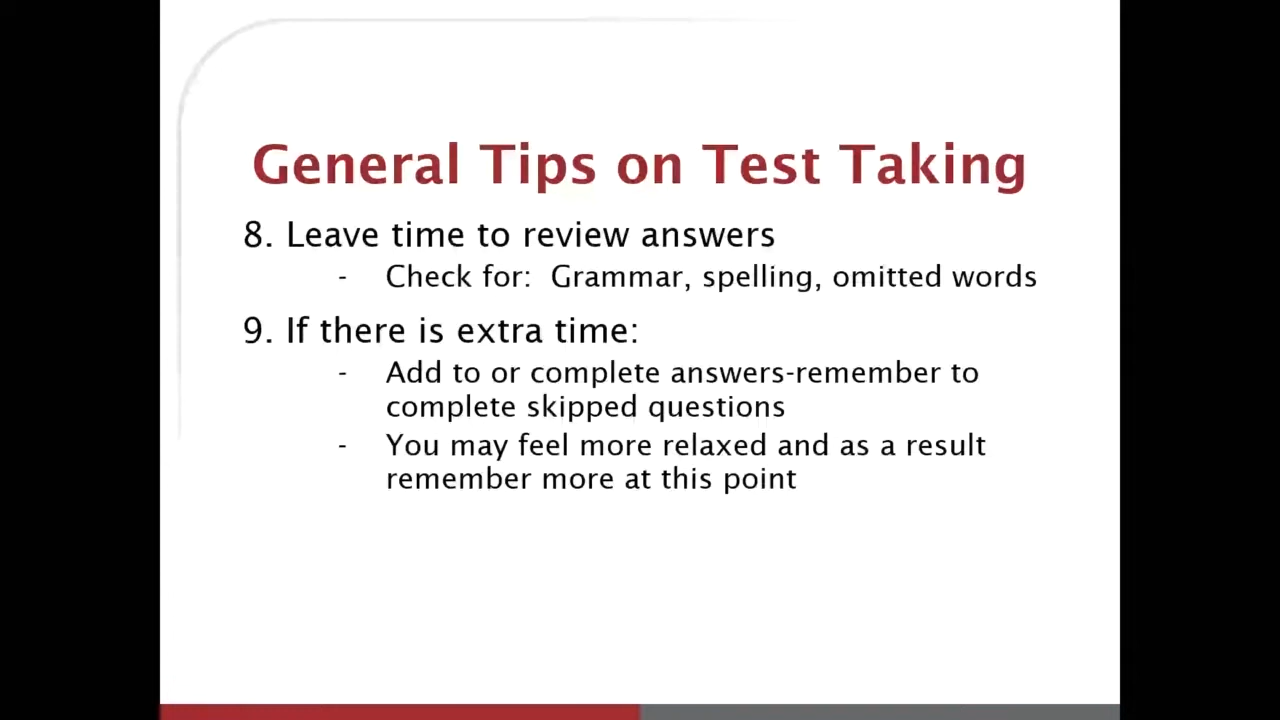 General Tips on Test Taking
8. Leave time to review answers
- Check for: Grammar, spelling, omitted words
9. If there is extra time:
- Add to or complete answers-remember to
complete skipped questions
- You may feel more relaxed and as a result
remember more at this point